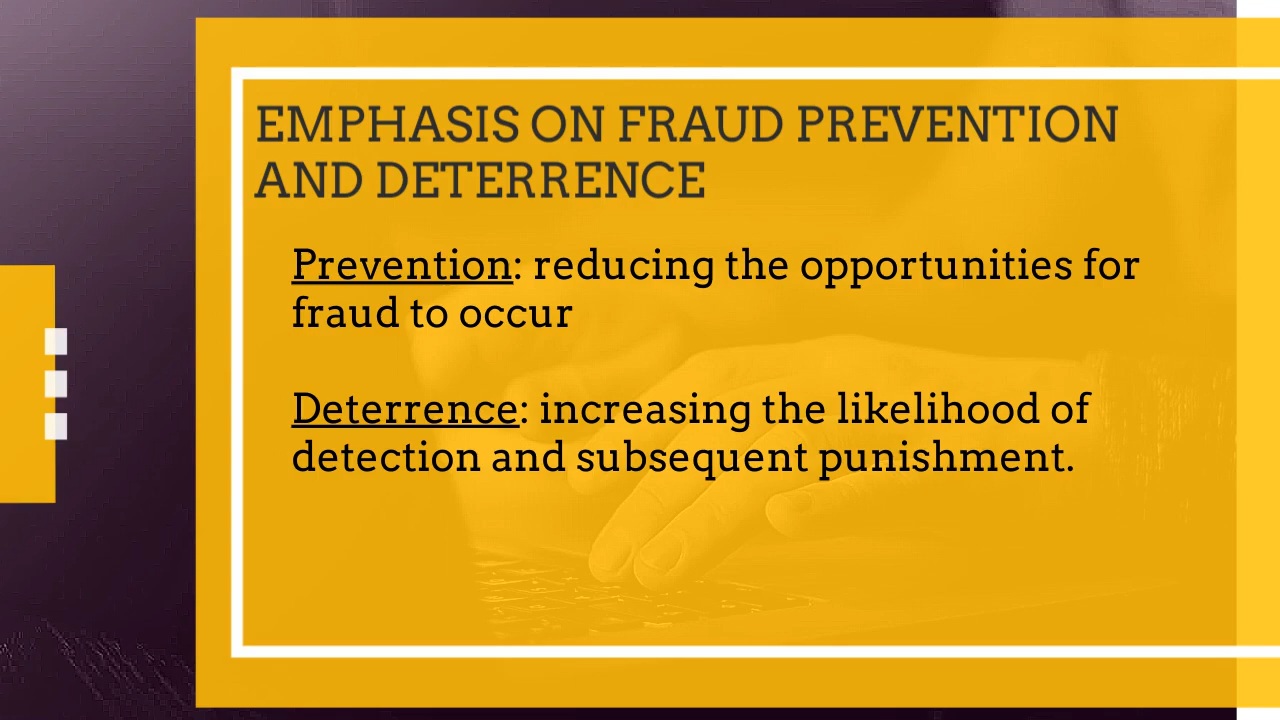 EMPHASIS ON FRAUD PREVENTION
AND DETERRENCE
Prevention: reducing the opportunities for
fraud to occur
Deterrence: increasing the likelihood of
detection and subsequent punishment.